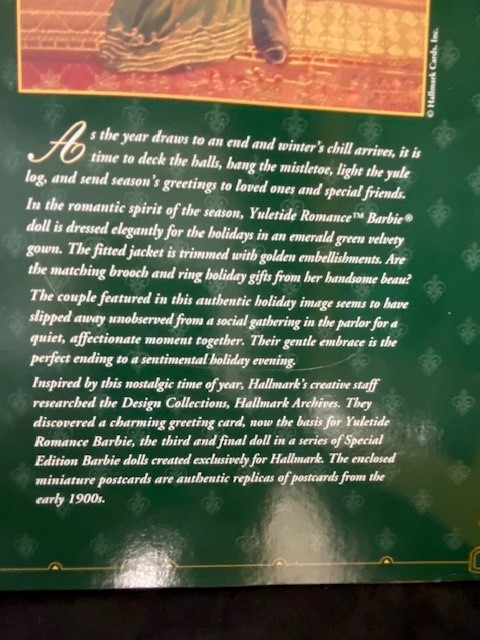 © Hallmark Cards, Inc.
As the year draws to an end and winter's chill arrives, it is
time to deck the halls, hang the mistletoe, light the yule
log, and send season's greetings to loved ones and special friends.
In the romantic spirit of the season, Yuletide Romance™ Barbie®
doll is dressed elegantly for the holidays in an emerald green velvety
gown. The fitted jacket is trimmed with golden embellishments. Are
the matching brooch and ring holiday gifts from her handsome beau?
The couple featured in this authentic holiday image seems to have
slipped away unobserved from a social gathering in the parlor for a
quiet, affectionate moment together. Their gentle embrace is the
perfect ending to a sentimental holiday evening.
Inspired by this nostalgic time of year, Hallmark's creative staff
researched the Design Collections, Hallmark Archives. They
discovered a charming greeting card, now the basis for Yuletide
Romance Barbie, the third and final doll in a series of Special
Edition Barbie dolls created exclusively for Hallmark. The enclosed
miniature postcards are authentic replicas of postcards from the
early 1900s.